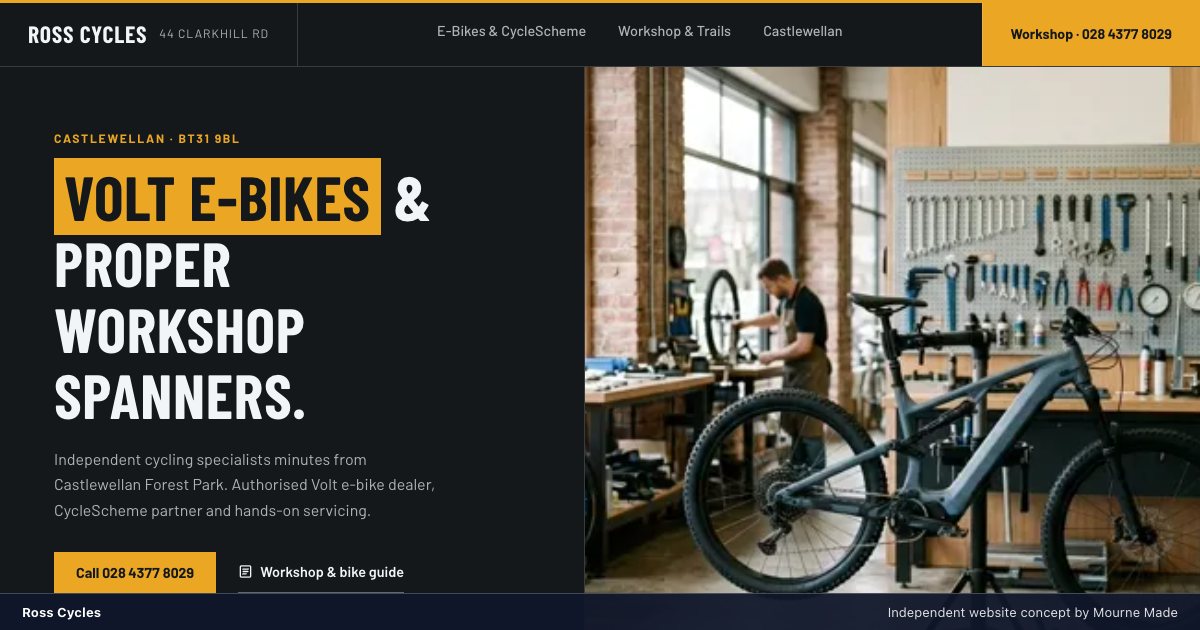 ROSS CYCLES 44 CLARKHILL RD
E-Bikes & CycleScheme Workshop & Trails Castlewellan
Workshop · 028 4377 8029
CASTLEWELLAN · BT31 9BL
VOLT E-BIKES &
PROPER
WORKSHOP
SPANNERS.
Independent cycling specialists minutes from
Castlewellan Forest Park. Authorised Volt e-bike dealer,
CycleScheme partner and hands-on servicing.
Call 028 4377 8029
Workshop & bike guide
Ross Cycles
Independent website concept by Mourne Made